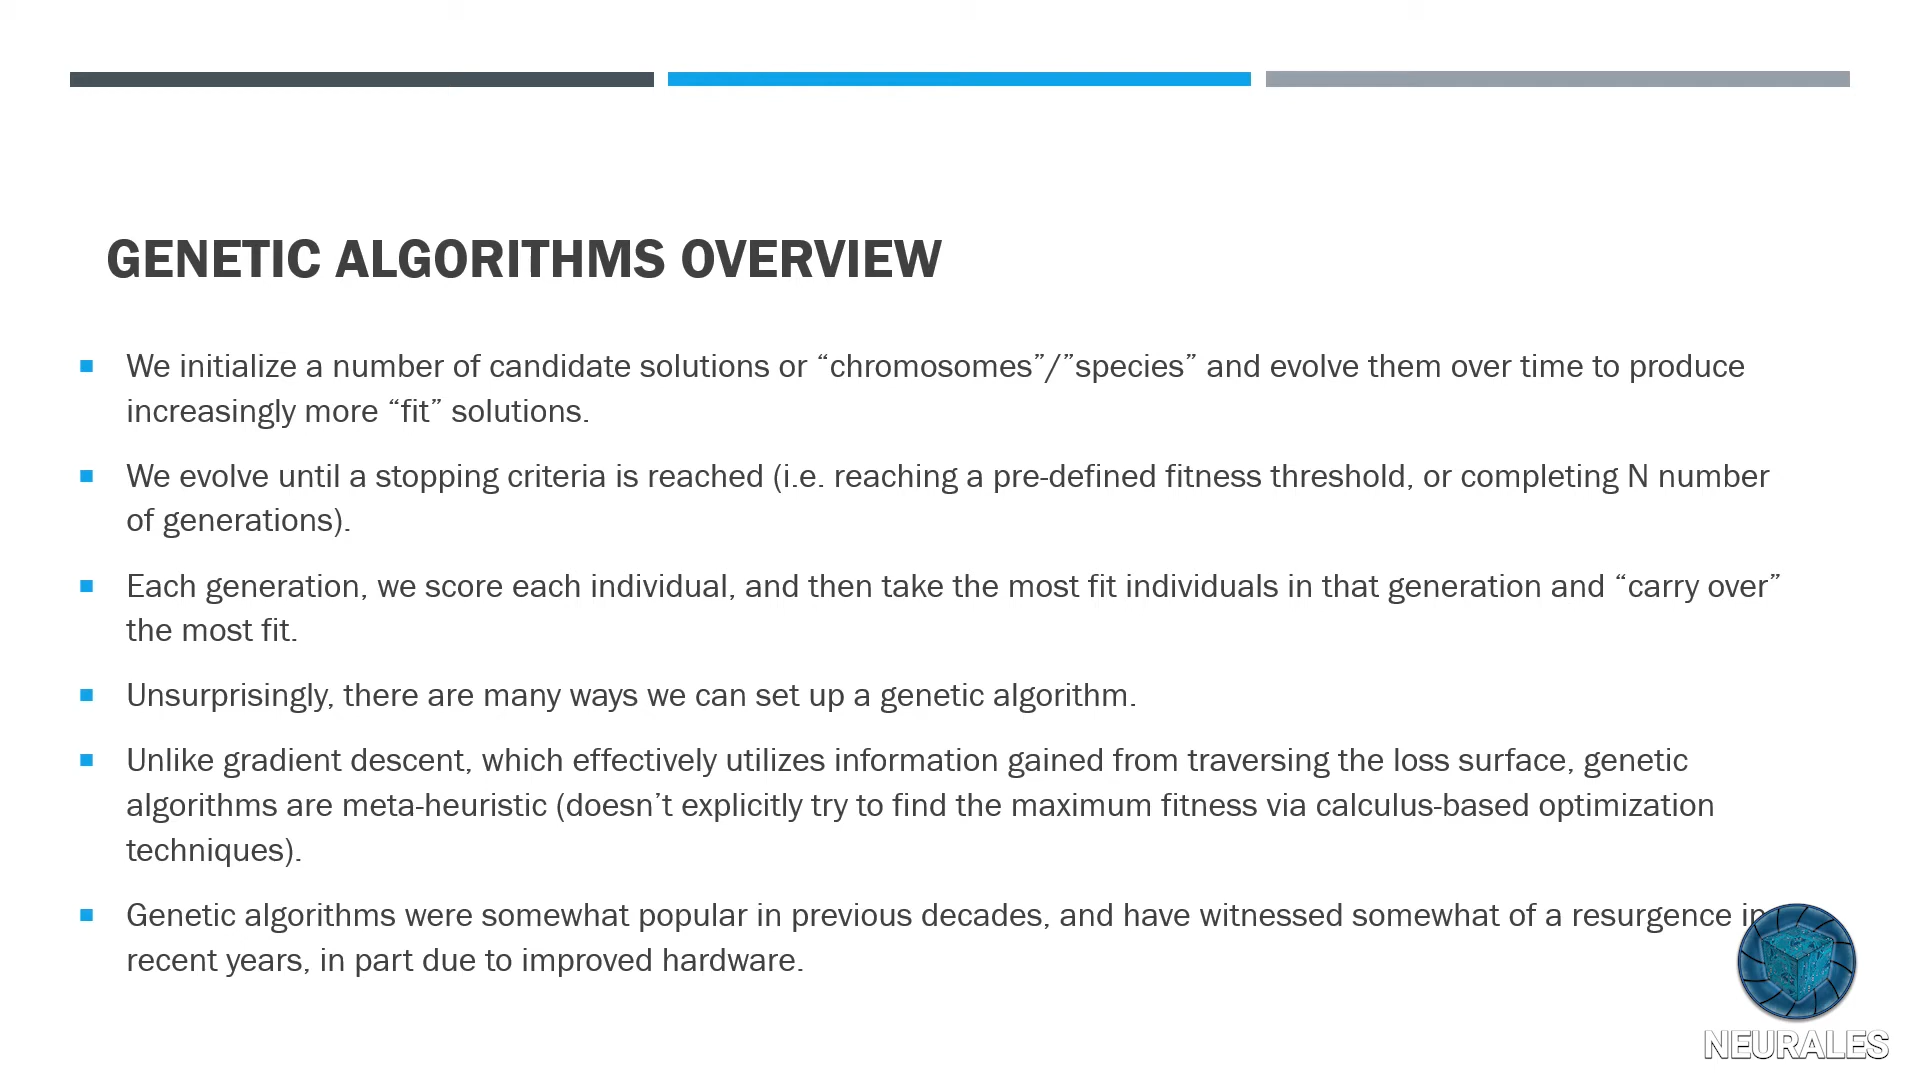 GENETIC ALGORITHMS OVERVIEW
We initialize a number of candidate solutions or “chromosomes”/”species” and evolve them over time to produce
increasingly more “fit” solutions.
We evolve until a stopping criteria is reached (i.e. reaching a pre-defined fitness threshold, or completing N number
of generations).
Each generation, we score each individual, and then take the most fit individuals in that generation and “carry over”
the most fit.
Unsurprisingly, there are many ways we can set up a genetic algorithm.
Unlike gradient descent, which effectively utilizes information gained from traversing the loss surface, genetic
algorithms are meta-heuristic (doesn’t explicitly try to find the maximum fitness via calculus-based optimization
techniques).
Genetic algorithms were somewhat popular in previous decades, and have witnessed somewhat of a resurgence in
recent years, in part due to improved hardware.
NEURALES